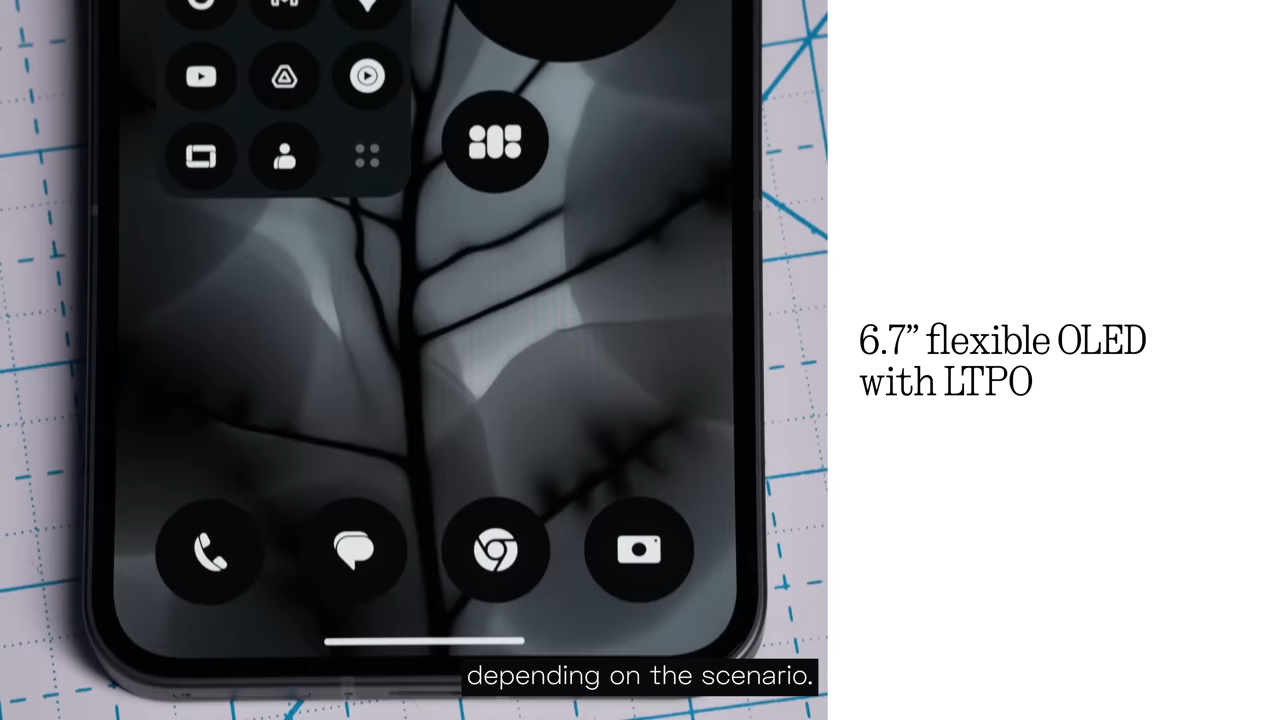 6.7” flexible OLED
with LTPO
depending on the scenario.